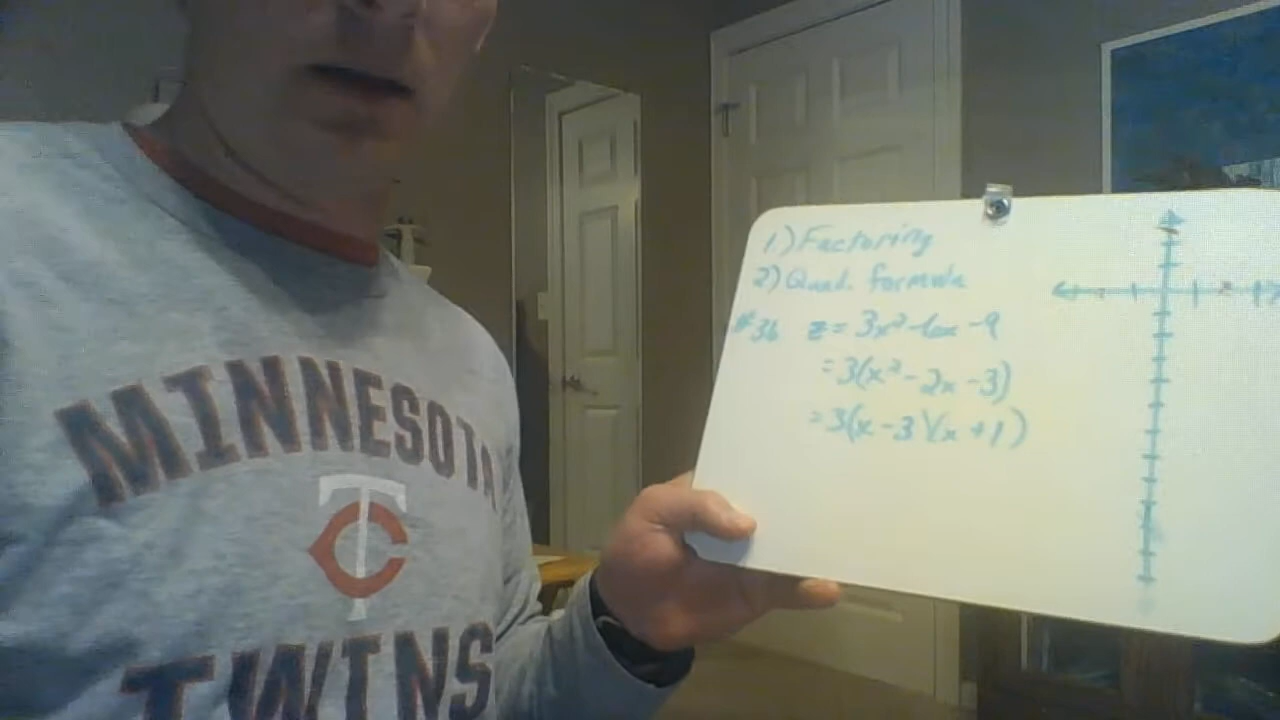 MINNESOTA
TC
TWINS
1) Factoring
2) Quad. formula
#36 z = 3x² - 6x - 9
= 3(x² - 2x - 3)
= 3(x - 3)(x + 1)